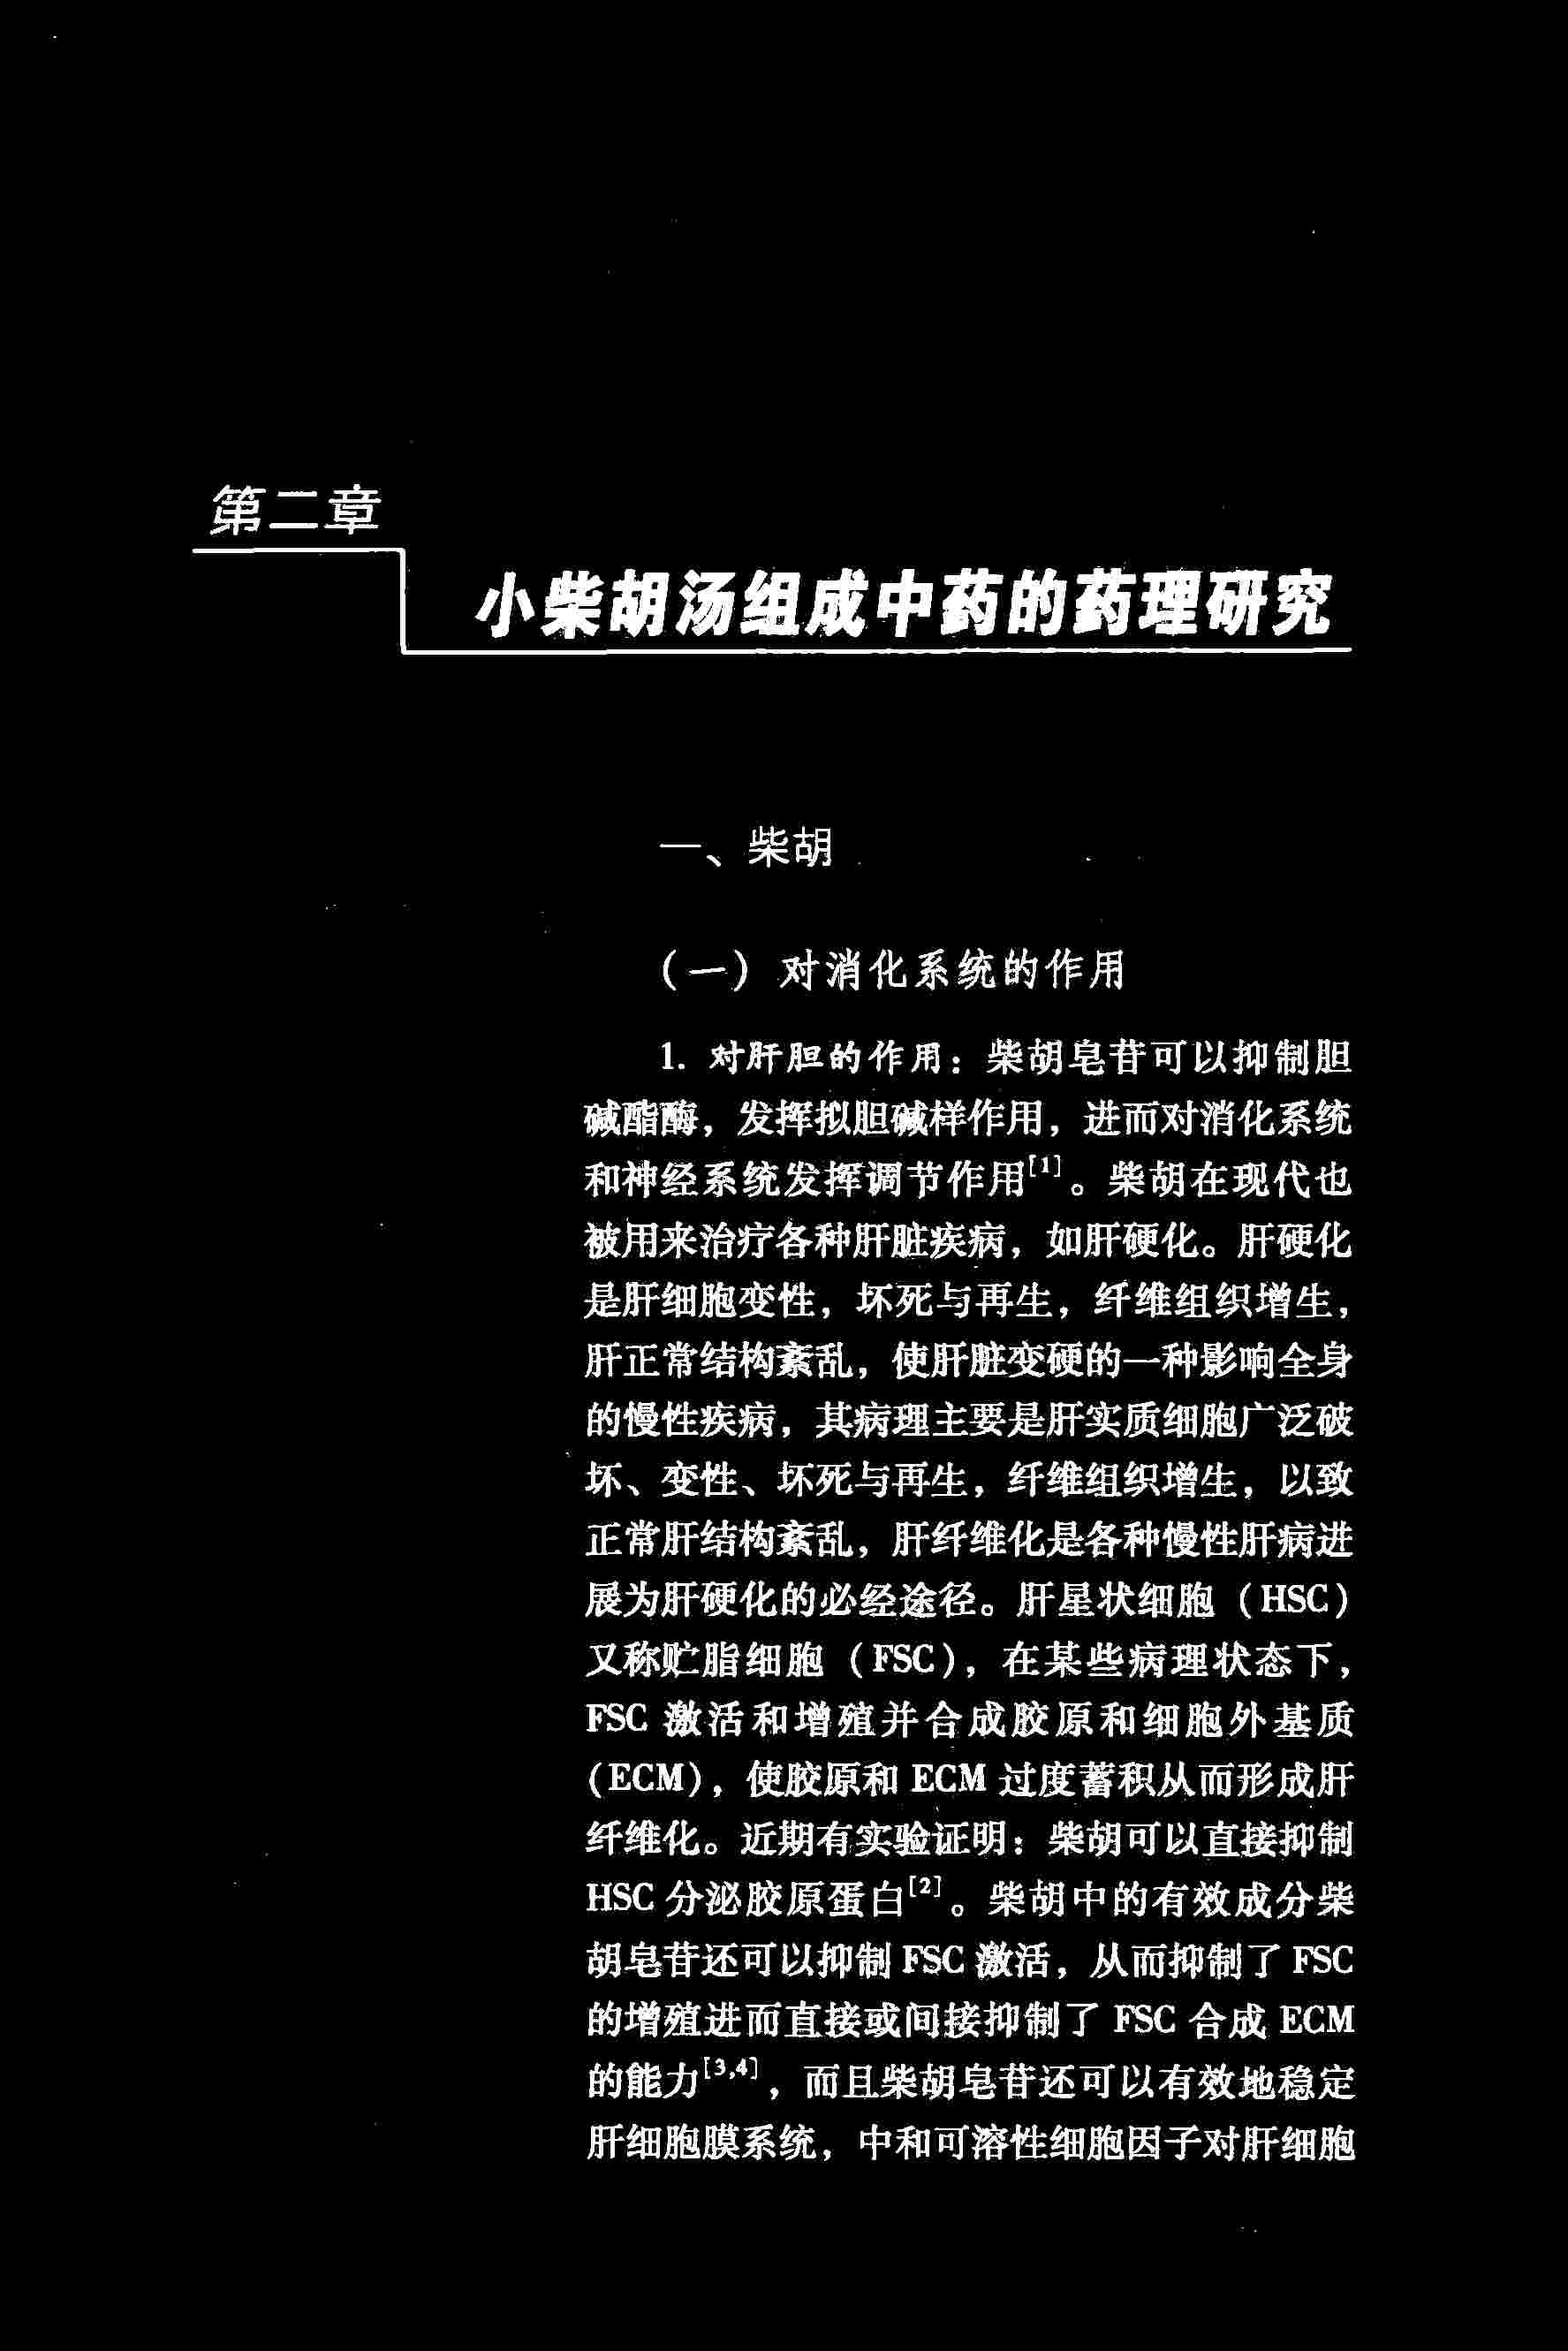 第二章
小柴胡汤组成中药的药理研究
一、柴胡
(一) 对消化系统的作用
1. 对肝胆的作用：柴胡皂苷可以抑制胆
碱酯酶，发挥拟胆碱样作用，进而对消化系统
和神经系统发挥调节作用[1]。柴胡在现代也
被用来治疗各种肝脏疾病，如肝硬化。肝硬化
是肝细胞变性，坏死与再生，纤维组织增生，
肝正常结构紊乱，使肝脏变硬的一种影响全身
的慢性疾病，其病理主要是肝实质细胞广泛破
坏、变性、坏死与再生，纤维组织增生，以致
正常肝结构紊乱，肝纤维化是各种慢性肝病进
展为肝硬化的必经途径。肝星状细胞 (HSC)
又称贮脂细胞 (FSC)，在某些病理状态下，
FSC 激活和增殖并合成胶原和细胞外基质
(ECM)，使胶原和 ECM 过度蓄积从而形成肝
纤维化。近期有实验证明：柴胡可以直接抑制
HSC 分泌胶原蛋白[2]。柴胡中的有效成分柴
胡皂苷还可以抑制 FSC 激活，从而抑制了 FSC
的增殖进而直接或间接抑制了 FSC 合成 ECM
的能力[3,4]，而且柴胡皂苷还可以有效地稳定
肝细胞膜系统，中和可溶性细胞因子对肝细胞